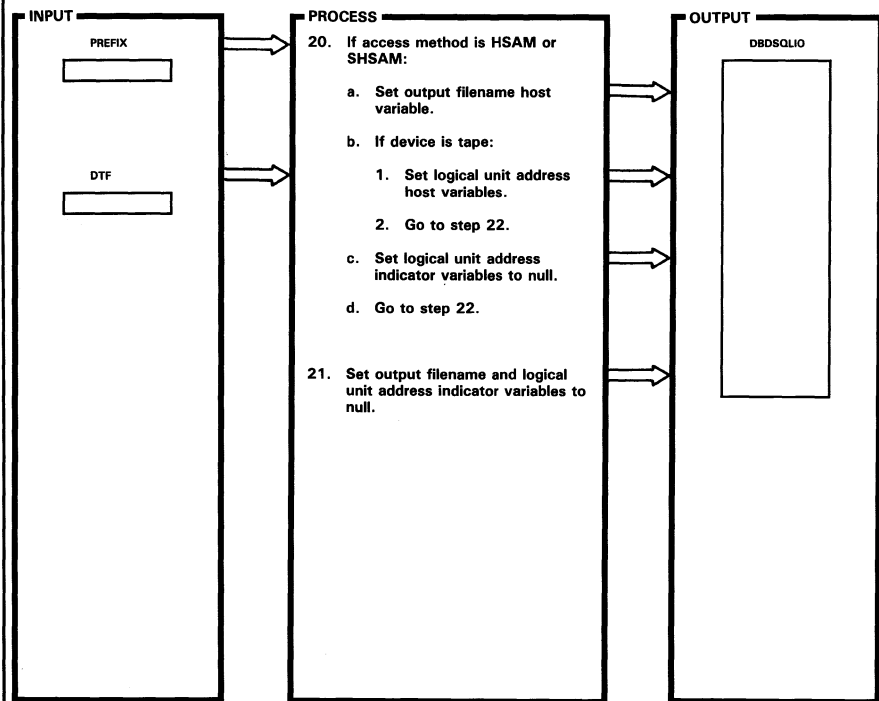 INPUT
PREFIX
DTF
PROCESS
20. If access method is HSAM or
SHSAM:
a. Set output filename host
variable.
b. If device is tape:
1. Set logical unit address
host variables.
2. Go to step 22.
c. Set logical unit address
indicator variables to null.
d. Go to step 22.
21. Set output filename and logical
unit address indicator variables to
null.
OUTPUT
DBDSQLIO